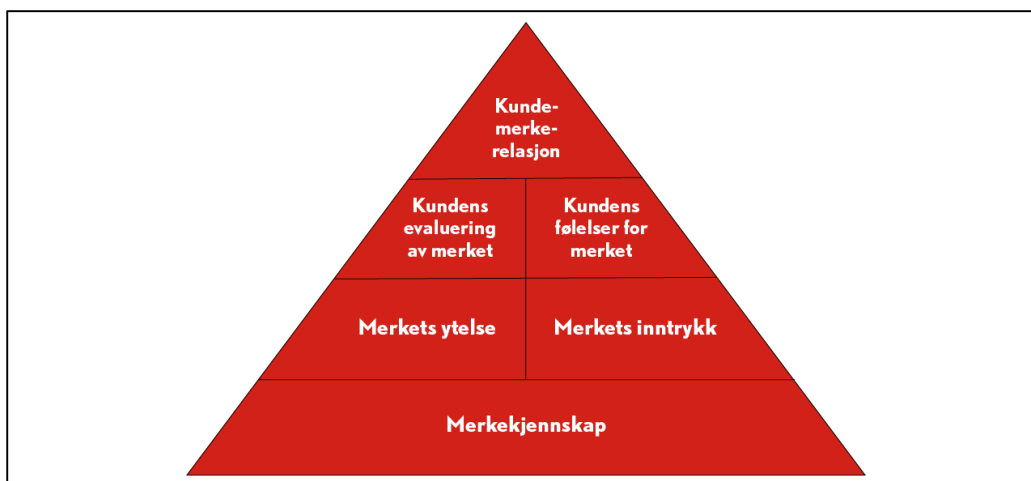 Kunde-
merke-
relasjon
Kundens
evaluering
av merket
Kundens
følelser for
merket
Merkets ytelse
Merkets inntrykk
Merkekjennskap